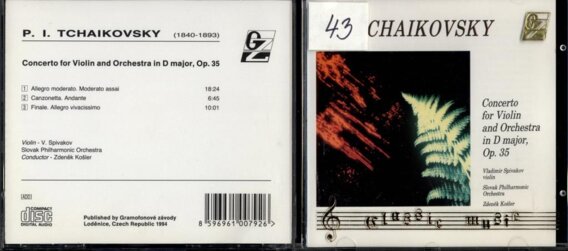 P. I. TCHAIKOVSKY (1840-1893)
GZ
Concerto for Violin and Orchestra in D major, Op. 35
1 Allegro moderato. Moderato assai 18:24
2 Canzonetta. Andante 6:45
3 Finale. Allegro vivacissimo 10:01
Violin - V. Spivakov
Slovak Philharmonic Orchestra
Conductor - Zdeněk Košler
ADD
COMPACT
disc
DIGITAL AUDIO
Published by Gramofonové závody
Loděnice, Czech Republic 1994
8 596961 007926
43
CHAIKOVSKY
GZ
Concerto
for Violin
and Orchestra
in D major,
Op. 35
Vladimir Spivakov
violin
Slovak Philharmonic
Orchestra
Zdeněk Košler
Classic music